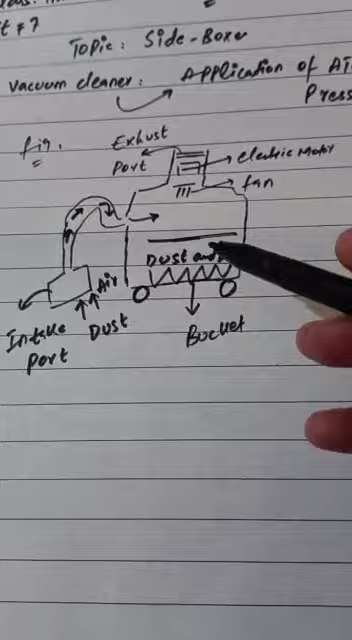 t # 7
Topic: Side-Boxer
vacuum cleaner: Application of
Press
fig.
Exhust
Port
electric Motor
fan
Dust and
Air
Dust
Intake
Port
Bucket